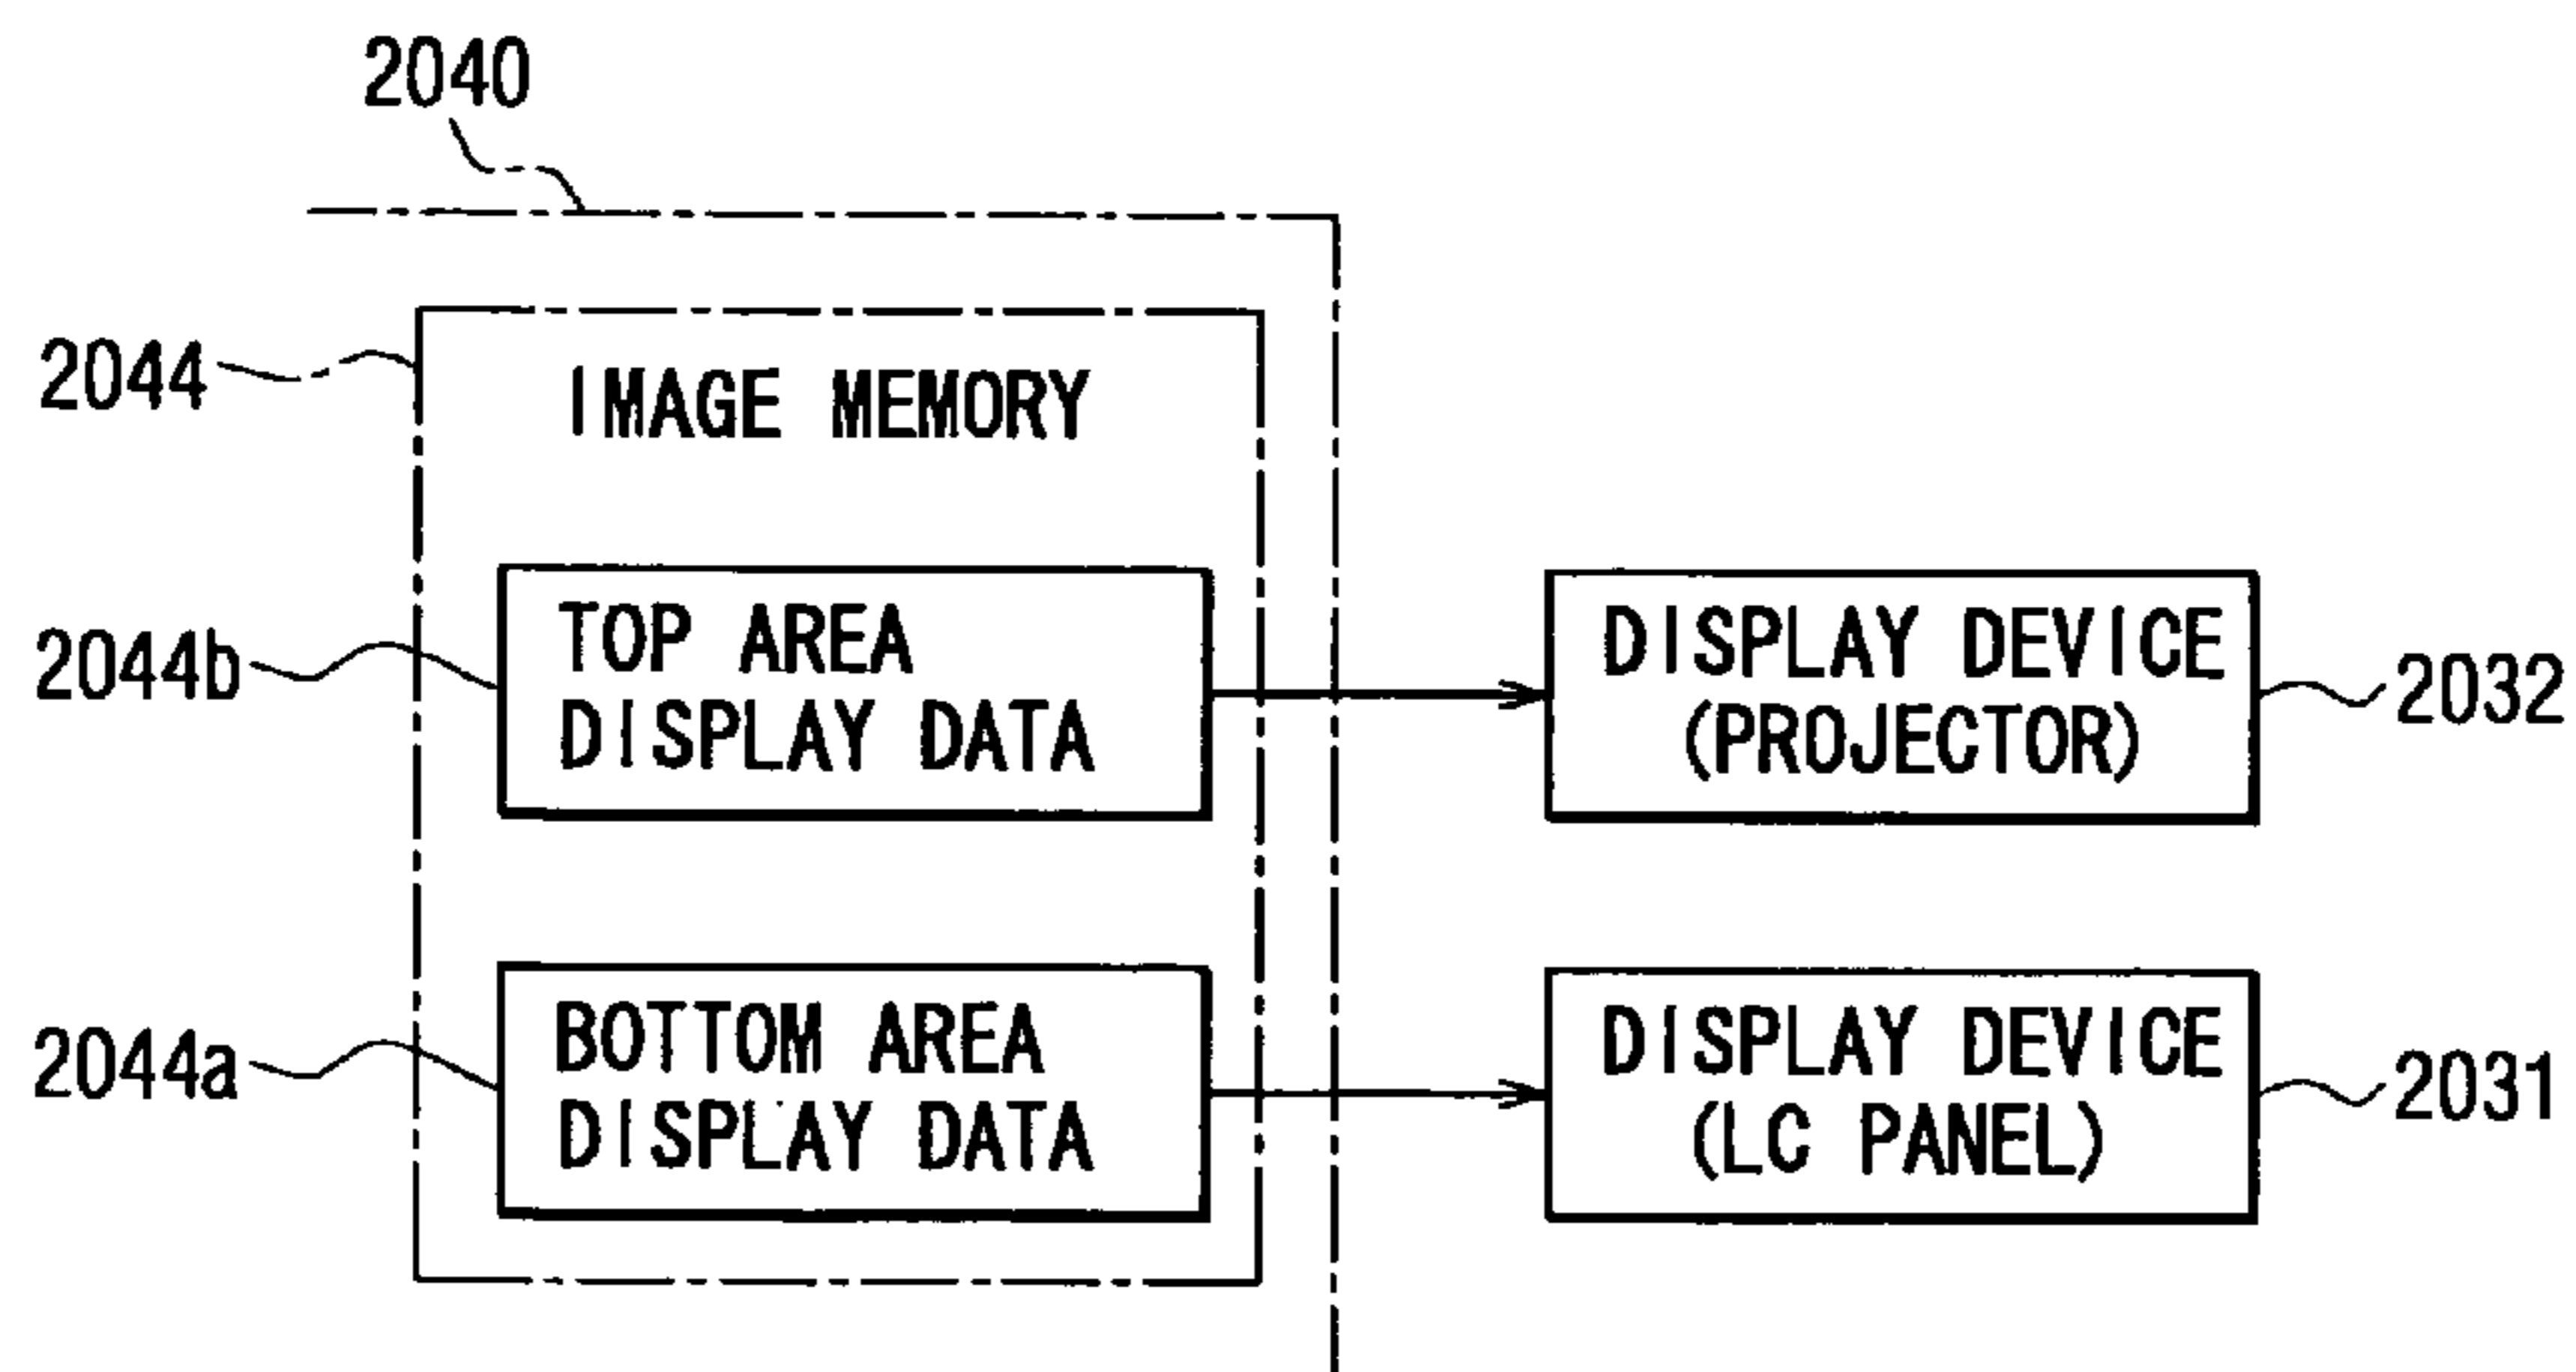 2040
2044
IMAGE MEMORY
2044b
TOP AREA
DISPLAY DATA
DISPLAY DEVICE
(PROJECTOR)
2032
2044a
BOTTOM AREA
DISPLAY DATA
DISPLAY DEVICE
(LC PANEL)
2031